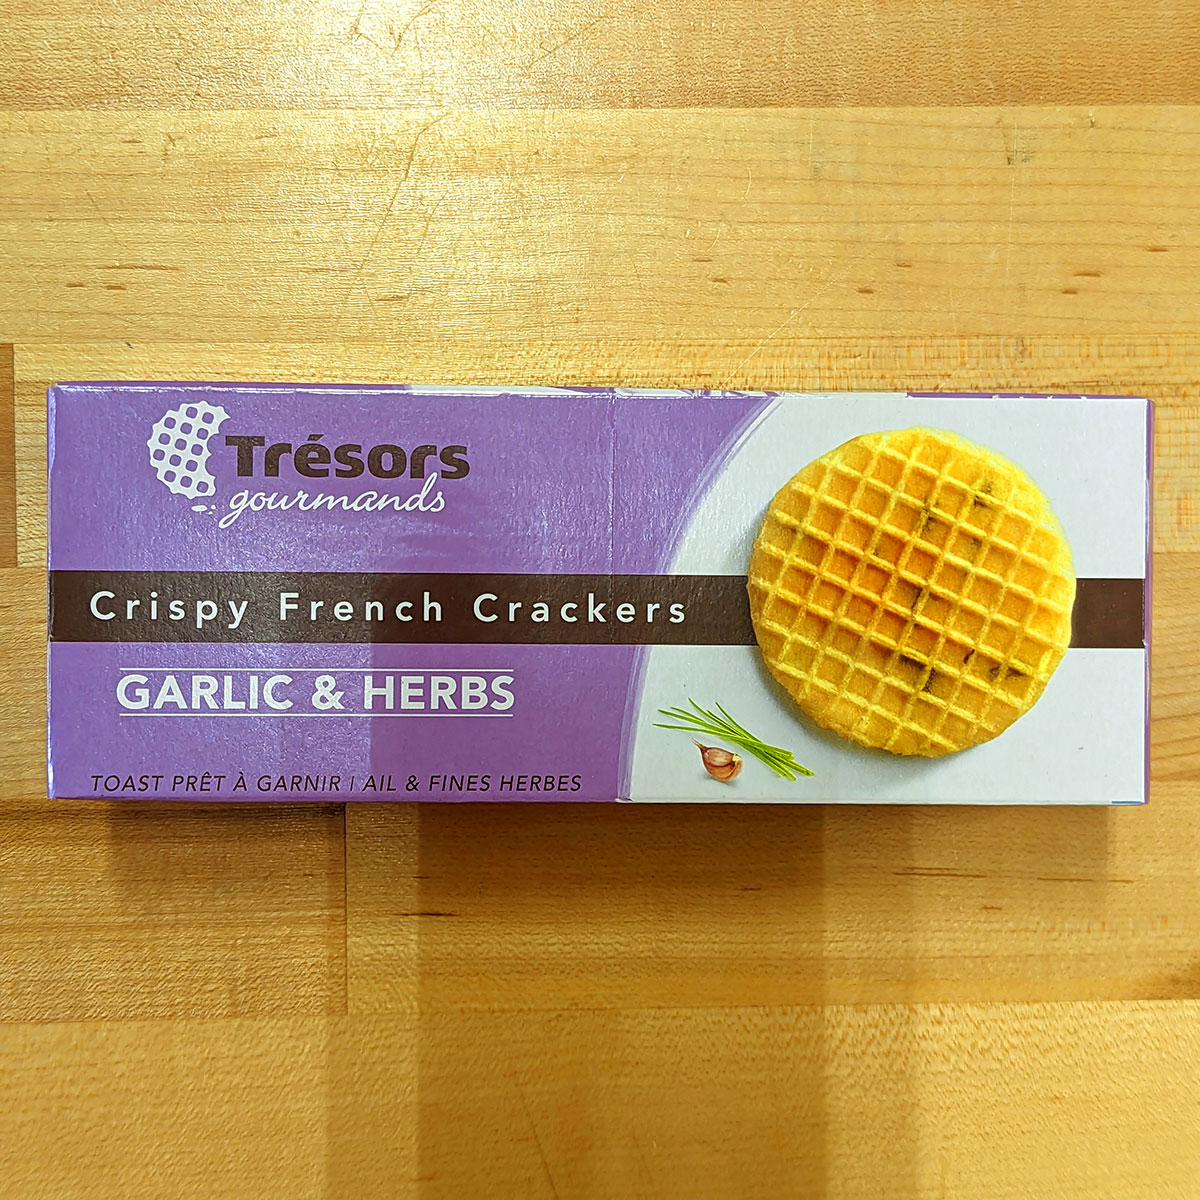 Trésors
gourmands
Crispy French Crackers
GARLIC & HERBS
TOAST PRÊT À GARNIR | AIL & FINES HERBES